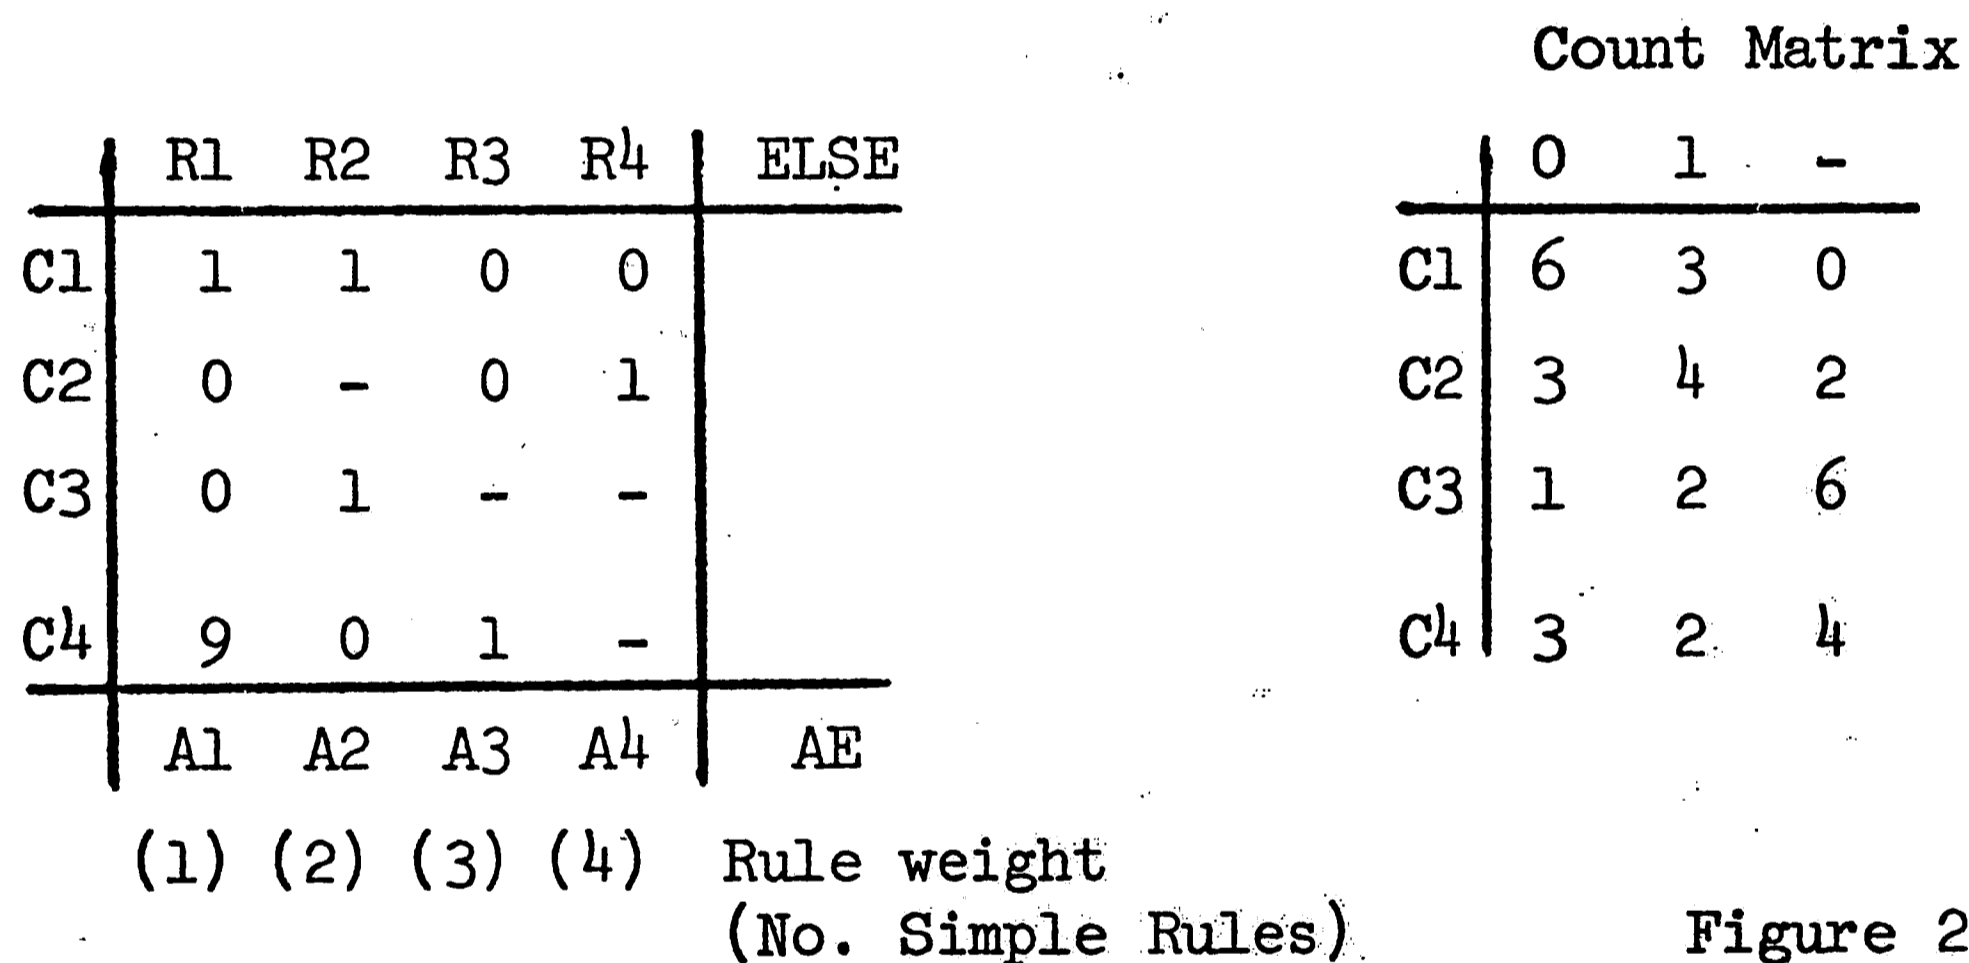 Count Matrix
R1 R2 R3 R4 ELSE 0 1 -
C1 1 1 0 0 C1 6 3 0
C2 0 - 0 1 C2 3 4 2
C3 0 1 - - C3 1 2 6
C4 9 0 1 - C4 3 2 4
A1 A2 A3 A4 AE
(1) (2) (3) (4) Rule weight
(No. Simple Rules) Figure 2